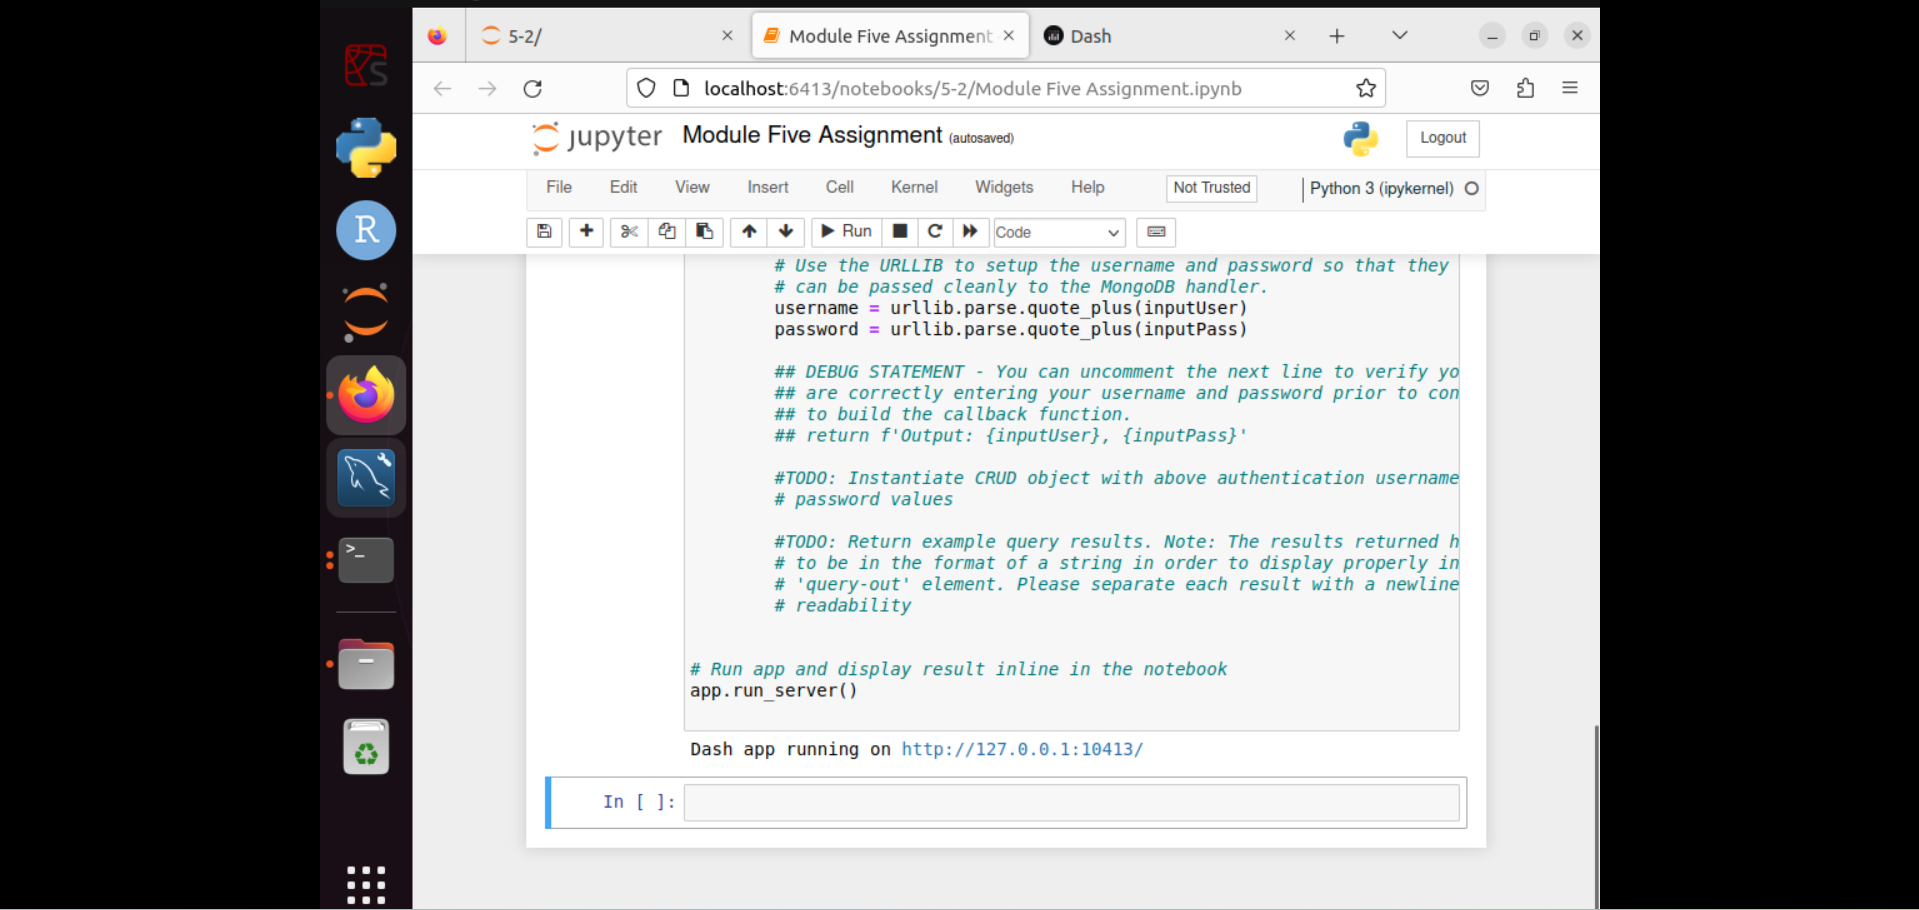 5-2/
Module Five Assignment
Dash
localhost:6413/notebooks/5-2/Module Five Assignment.ipynb
jupyter Module Five Assignment (autosaved)
Logout
File Edit View Insert Cell Kernel Widgets Help Not Trusted Python 3 (ipykernel)
Run Code
# Use the URLLIB to setup the username and password so that they
# can be passed cleanly to the MongoDB handler.
username = urllib.parse.quote_plus(inputUser)
password = urllib.parse.quote_plus(inputPass)
## DEBUG STATEMENT - You can uncomment the next line to verify yo
## are correctly entering your username and password prior to con
## to build the callback function.
## return f'Output: {inputUser}, {inputPass}'
#TODO: Instantiate CRUD object with above authentication username
# password values
#TODO: Return example query results. Note: The results returned h
# to be in the format of a string in order to display properly in
# 'query-out' element. Please separate each result with a newline
# readability
# Run app and display result inline in the notebook
app.run_server()
Dash app running on http://127.0.0.1:10413/
In [ ]:
S
R
>_